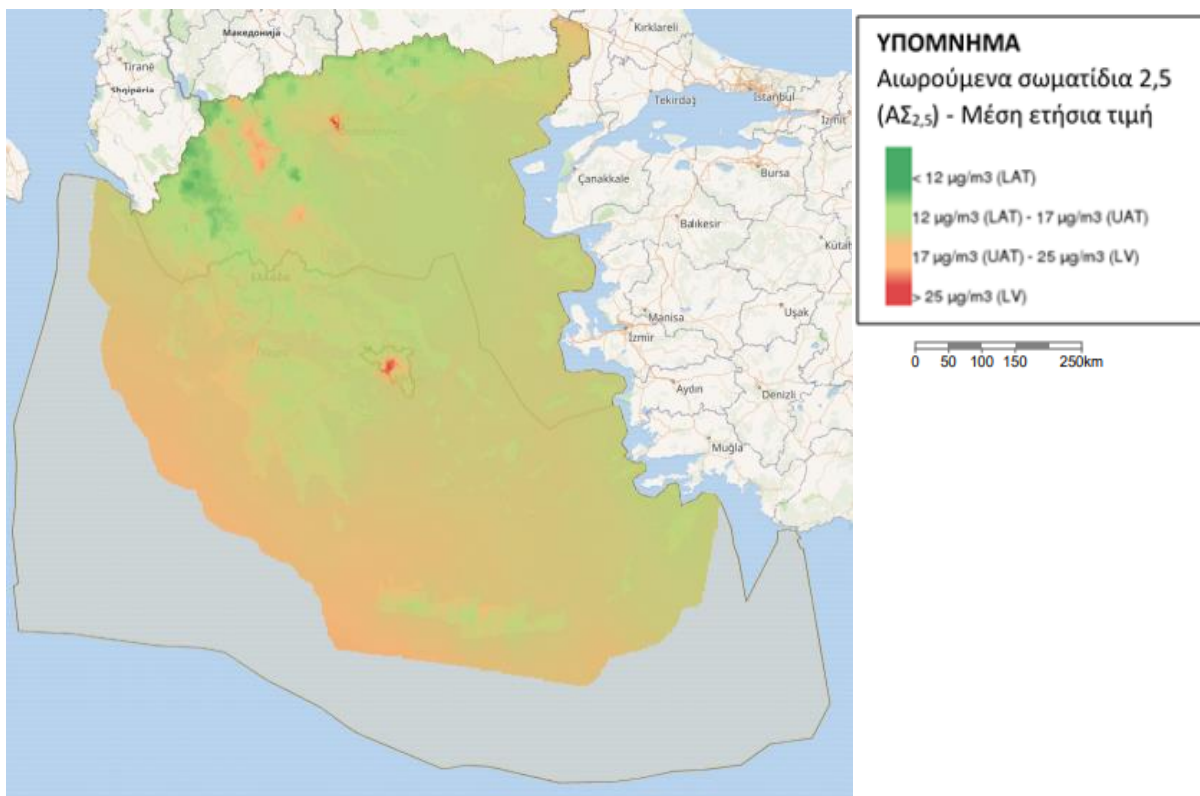 Kırklareli
Македонија
Tiranë
Shqipëria
Tekirdağ
İstanbul
İzmit
Çanakkale
Bursa
Balıkesir
Kütah
Ελλάδα
Manisa
Uşak
İzmir
Aydın
Denizli
Muğla
ΥΠΟΜΝΗΜΑ
Αιωρούμενα σωματίδια 2,5
(ΑΣ2,5) - Μέση ετήσια τιμή
< 12 μg/m3 (LAT)
12 μg/m3 (LAT) - 17 μg/m3 (UAT)
17 μg/m3 (UAT) - 25 μg/m3 (LV)
> 25 μg/m3 (LV)
0 50 100 150 250km